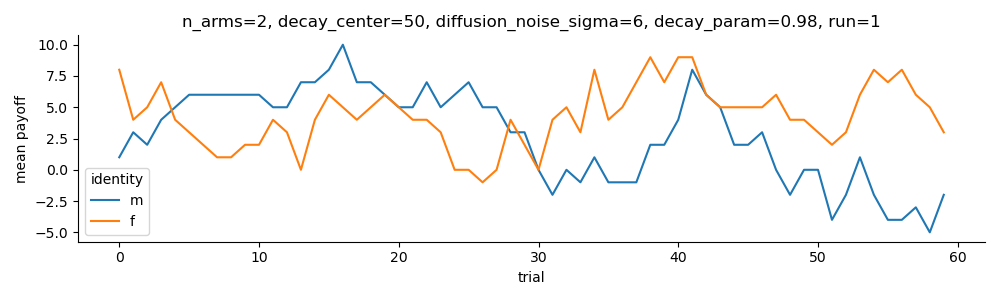 n_arms=2, decay_center=50, diffusion_noise_sigma=6, decay_param=0.98, run=1
mean payoff
10.0
7.5
5.0
2.5
0.0
−2.5
−5.0
identity
m
f
0 10 20 30 40 50 60
trial